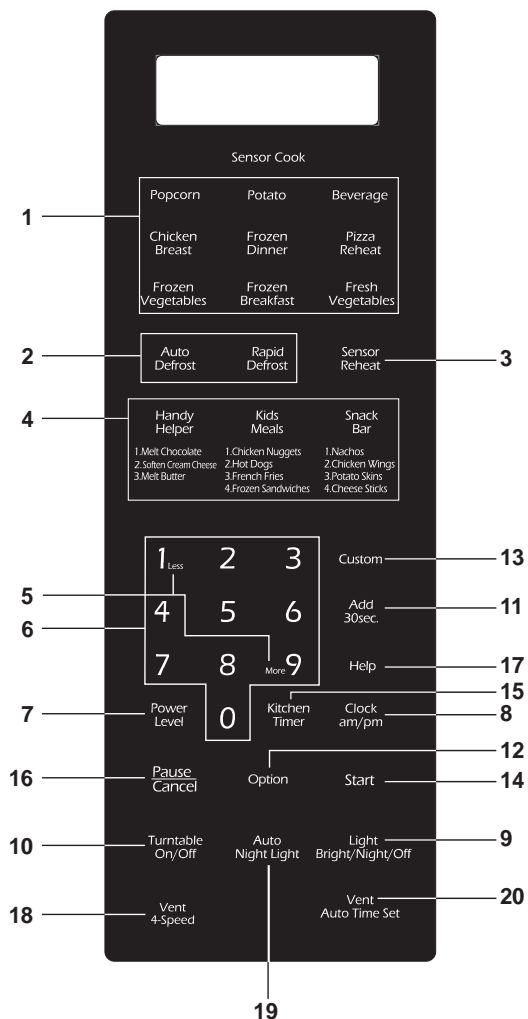 Sensor Cook
Popcorn Potato Beverage
1
Chicken Breast Frozen Dinner Pizza Reheat
Frozen Vegetables Frozen Breakfast Fresh Vegetables
2
Auto Defrost Rapid Defrost Sensor Reheat
3
4
Handy Helper Kids Meals Snack Bar
1.Melt Chocolate 1.Chicken Nuggets 1.Nachos
2.Soften Cream Cheese 2.Hot Dogs 2.Chicken Wings
3.Melt Butter 3.French Fries 3.Potato Skins
4.Frozen Sandwiches 4.Cheese Sticks
1 Less 2 3 Custom 13
5
4 5 6 Add 30sec. 11
6
7 8 More 9 Help 17
15
7 Power Level 0 Kitchen Timer Clock am/pm 8
12
16 Pause Cancel Option Start 14
10 Turntable On/Off Auto Night Light Light Bright/Night/Off 9
18 Vent 4-Speed Vent Auto Time Set 20
19